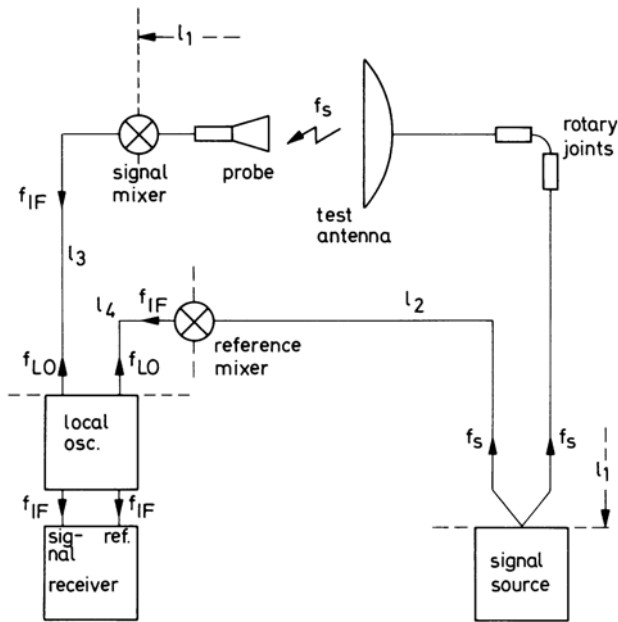 l1
fs
rotary
joints
signal
mixer
probe
test
antenna
fIF
l3
l4
fIF
l2
reference
mixer
fLO
fLO
local
osc.
fs
fs
l1
fIF
fIF
sig-
nal
ref.
receiver
signal
source